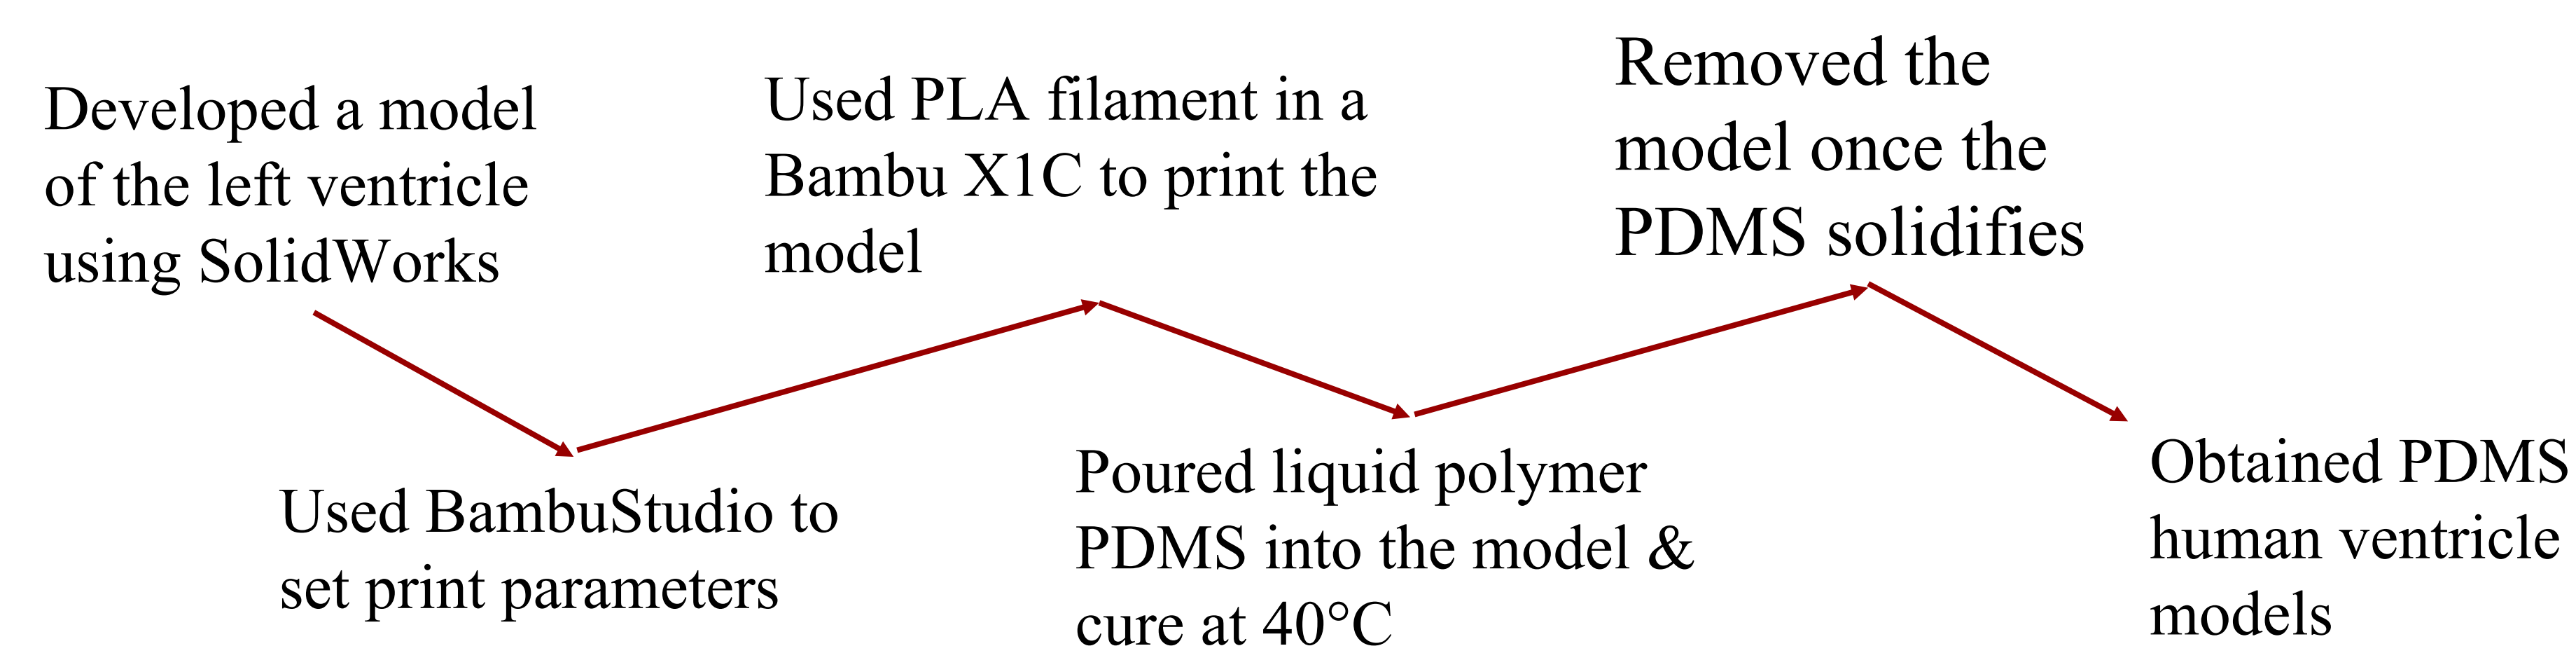 Developed a model
of the left ventricle
using SolidWorks
Used BambuStudio to
set print parameters
Used PLA filament in a
Bambu X1C to print the
model
Poured liquid polymer
PDMS into the model &
cure at 40°C
Removed the
model once the
PDMS solidifies
Obtained PDMS
human ventricle
models